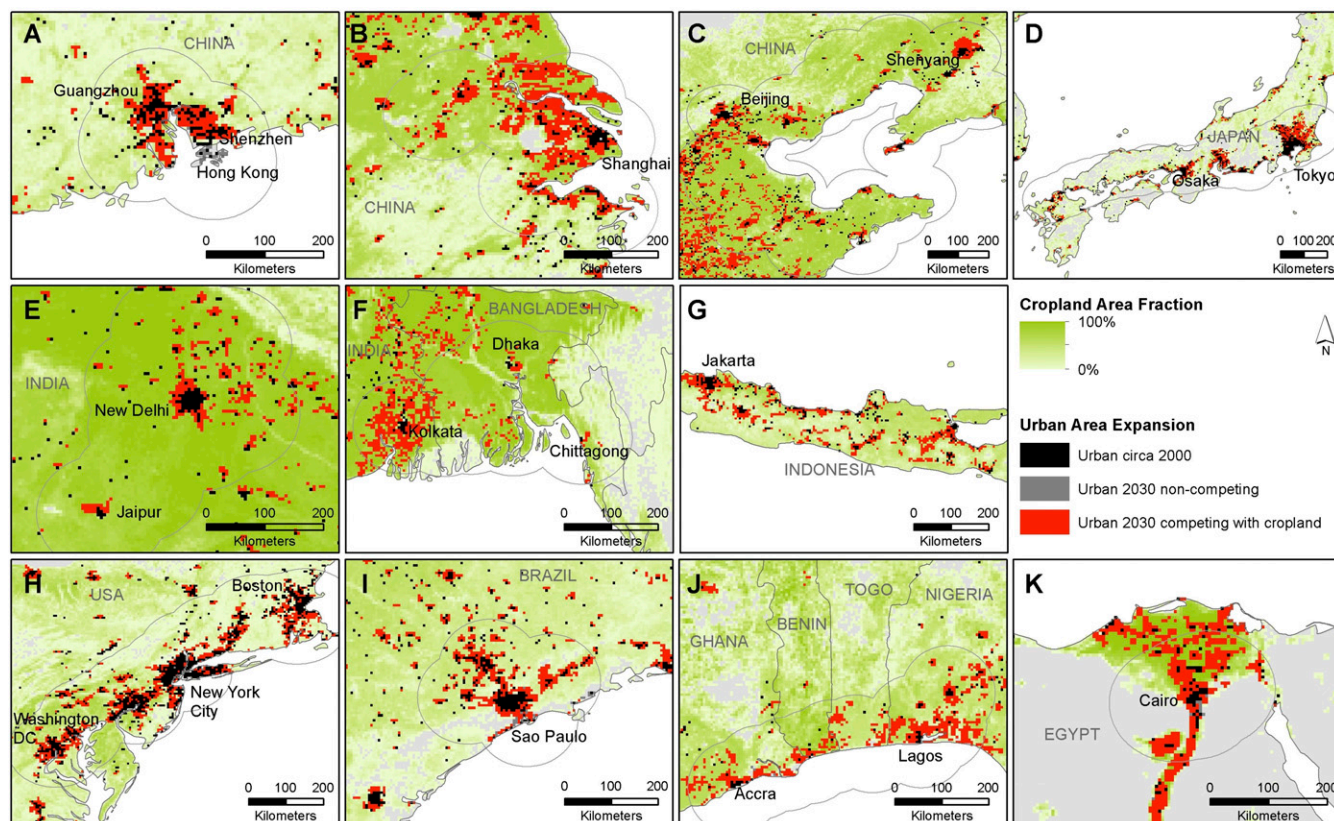 A
CHINA
Guangzhou
Shenzhen
Hong Kong
0 100 200
Kilometers
B
Shanghai
CHINA
0 100 200
Kilometers
C
CHINA
Shenyang
Beijing
0 100 200
Kilometers
D
JAPAN
Osaka
Tokyo
0 100 200
Kilometers
E
INDIA
New Delhi
Jaipur
0 100 200
Kilometers
F
BANGLADESH
INDIA
Dhaka
Kolkata
Chittagong
0 100 200
Kilometers
G
Jakarta
INDONESIA
0 100 200
Kilometers
Cropland Area Fraction
100%
0%
N
Urban Area Expansion
Urban circa 2000
Urban 2030 non-competing
Urban 2030 competing with cropland
H
USA
Boston
New York
City
Washington
DC
0 100 200
Kilometers
I
BRAZIL
Sao Paulo
0 100 200
Kilometers
J
TOGO
NIGERIA
BENIN
GHANA
Lagos
Accra
0 100 200
Kilometers
K
Cairo
EGYPT
0 100 200
Kilometers